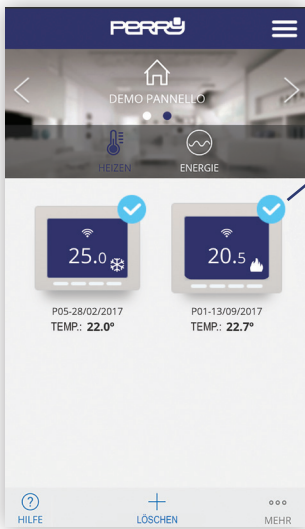 PERRY
DEMO PANNELLO
HEIZEN
ENERGIE
25.0
20.5
P05-28/02/2017
TEMP.: 22.0°
P01-13/09/2017
TEMP.: 22.7°
?
HILFE
LÖSCHEN
MEHR